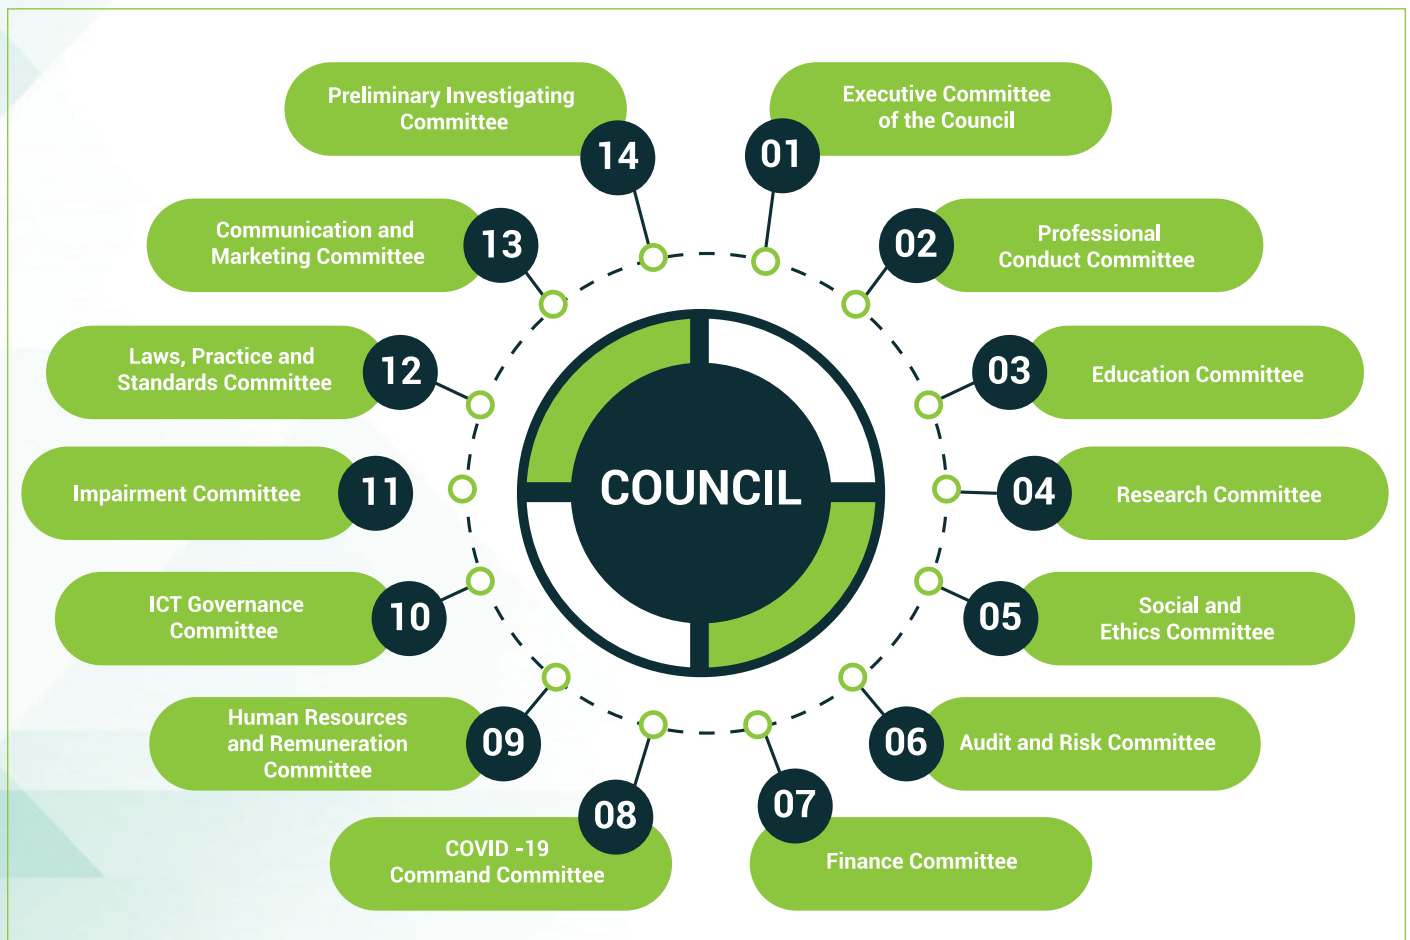 COUNCIL
01
Executive Committee
of the Council
02
Professional
Conduct Committee
03
Education Committee
04
Research Committee
05
Social and
Ethics Committee
06
Audit and Risk Committee
07
Finance Committee
08
COVID -19
Command Committee
09
Human Resources
and Remuneration
Committee
10
ICT Governance
Committee
11
Impairment Committee
12
Laws, Practice and
Standards Committee
13
Communication and
Marketing Committee
14
Preliminary Investigating
Committee